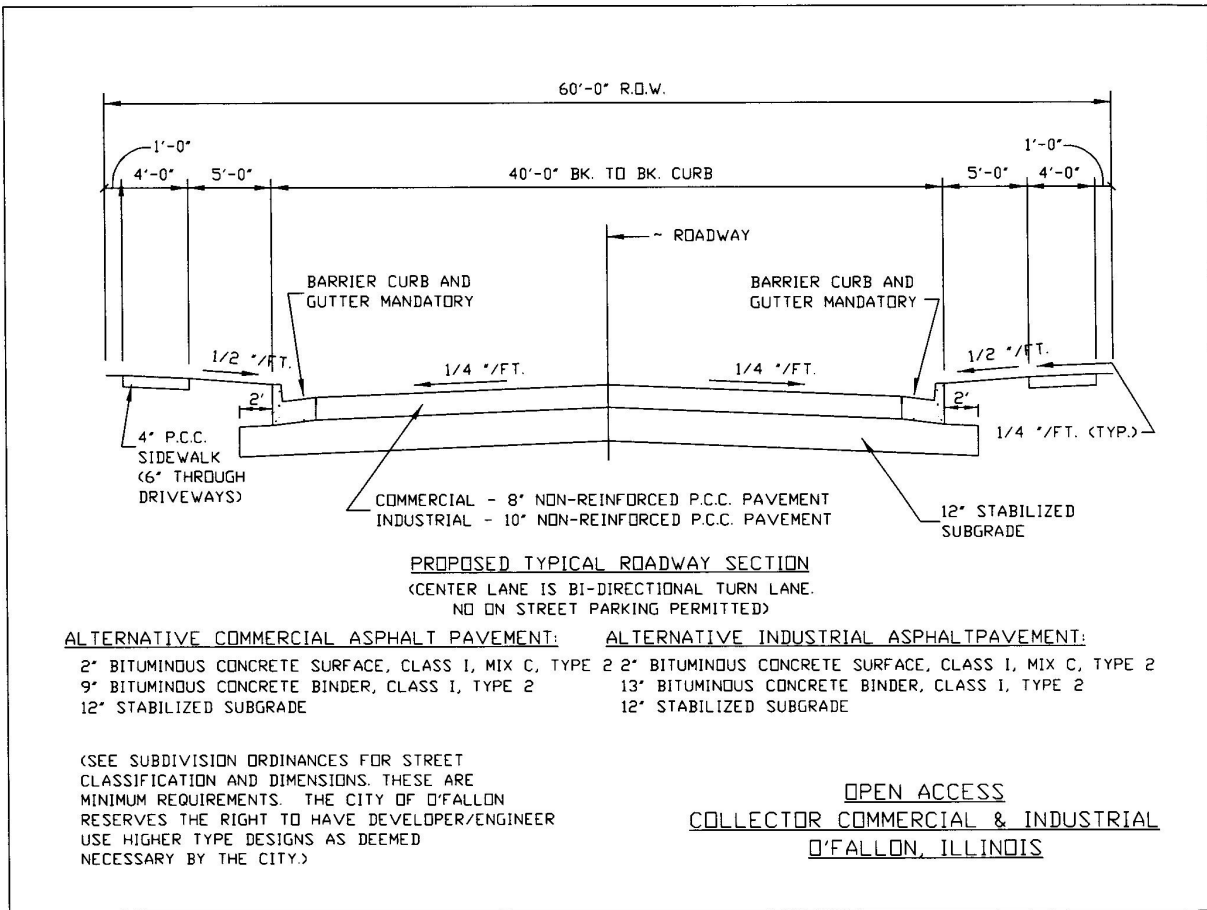 60'-0" R.O.W.
1'-0"
1'-0"
4'-0"
5'-0"
40'-0" BK. TO BK. CURB
5'-0"
4'-0"
~ ROADWAY
BARRIER CURB AND
GUTTER MANDATORY
BARRIER CURB AND
GUTTER MANDATORY
1/2 "/FT.
1/4 "/FT.
1/4 "/FT.
1/2 "/FT.
2'
2'
1/4 "/FT. (TYP.)
4" P.C.C.
SIDEWALK
(6" THROUGH
DRIVEWAYS)
COMMERCIAL - 8" NON-REINFORCED P.C.C. PAVEMENT
INDUSTRIAL - 10" NON-REINFORCED P.C.C. PAVEMENT
12" STABILIZED
SUBGRADE
PROPOSED TYPICAL ROADWAY SECTION
(CENTER LANE IS BI-DIRECTIONAL TURN LANE.
NO ON STREET PARKING PERMITTED)
ALTERNATIVE COMMERCIAL ASPHALT PAVEMENT:
2" BITUMINOUS CONCRETE SURFACE, CLASS I, MIX C, TYPE 2
9" BITUMINOUS CONCRETE BINDER, CLASS I, TYPE 2
12" STABILIZED SUBGRADE
ALTERNATIVE INDUSTRIAL ASPHALTPAVEMENT:
2" BITUMINOUS CONCRETE SURFACE, CLASS I, MIX C, TYPE 2
13" BITUMINOUS CONCRETE BINDER, CLASS I, TYPE 2
12" STABILIZED SUBGRADE
(SEE SUBDIVISION ORDINANCES FOR STREET
CLASSIFICATION AND DIMENSIONS. THESE ARE
MINIMUM REQUIREMENTS. THE CITY OF O'FALLON
RESERVES THE RIGHT TO HAVE DEVELOPER/ENGINEER
USE HIGHER TYPE DESIGNS AS DEEMED
NECESSARY BY THE CITY.)
OPEN ACCESS
COLLECTOR COMMERCIAL & INDUSTRIAL
O'FALLON, ILLINOIS